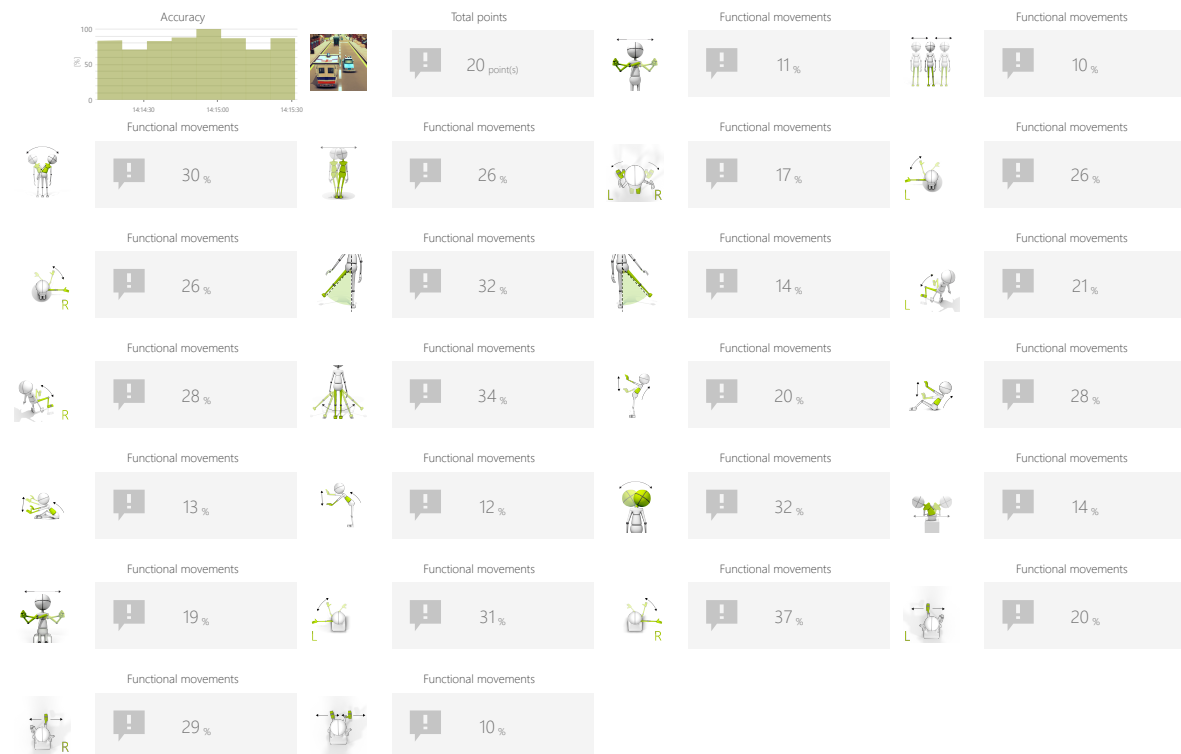 Accuracy
Total points
Functional movements
Functional movements
100
[%]
50
0
14:14:30
14:15:00
14:15:30
20 point(s)
11 %
10 %
Functional movements
Functional movements
Functional movements
Functional movements
30 %
26 %
L
R
17 %
L
26 %
Functional movements
Functional movements
Functional movements
Functional movements
R
26 %
32 %
14 %
L
21 %
Functional movements
Functional movements
Functional movements
Functional movements
R
28 %
34 %
20 %
28 %
Functional movements
Functional movements
Functional movements
Functional movements
13 %
12 %
32 %
14 %
Functional movements
Functional movements
Functional movements
Functional movements
19 %
L
31 %
R
37 %
L
20 %
Functional movements
Functional movements
R
29 %
10 %